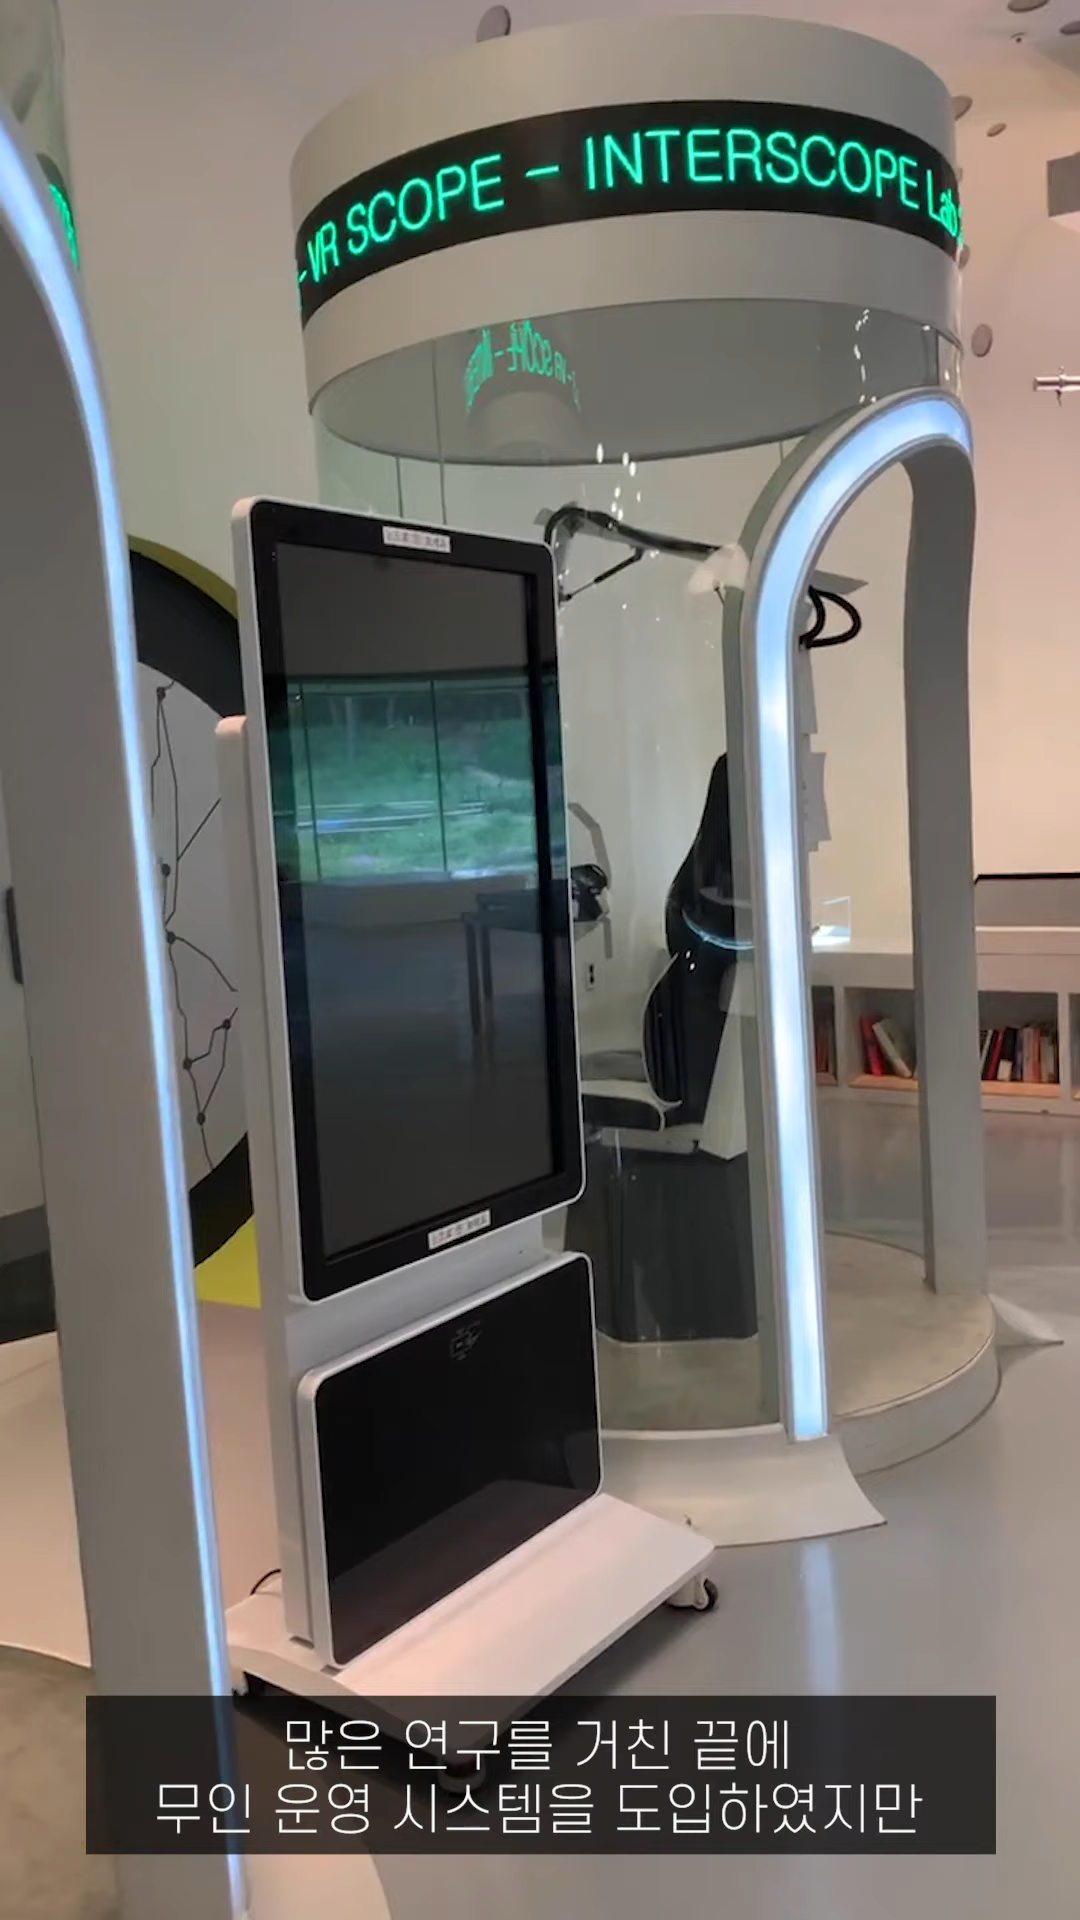 - VR SCOPE - INTERSCOPE Lab
많은 연구를 거친 끝에
무인 운영 시스템을 도입하였지만